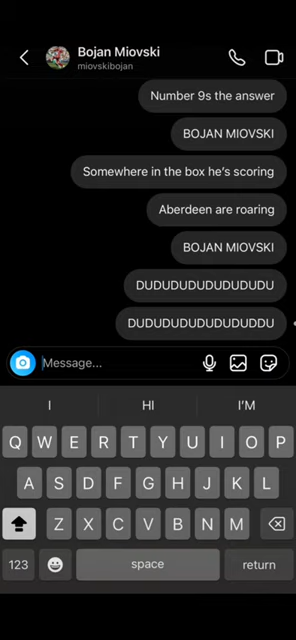 Bojan Miovski
miovskibojan
Number 9s the answer
BOJAN MIOVSKI
Somewhere in the box he's scoring
Aberdeen are roaring
BOJAN MIOVSKI
DUDUDUDUDUDUDUDU
DUDUDUDUDUDUDUDDU
Message...
I HI I'M
Q W E R T Y U I O P
A S D F G H J K L
Z X C V B N M
123 space return